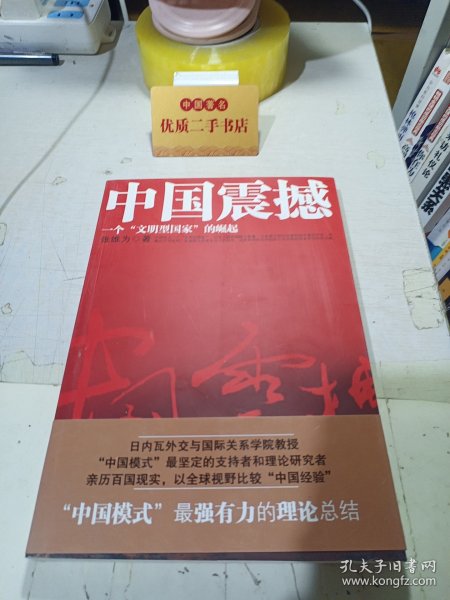 中国著名
优质二手书店
中国震撼
一个“文明型国家”的崛起
张维为 著
日内瓦外交与国际关系学院教授
“中国模式”最坚定的支持者和理论研究者
亲历百国现实，以全球视野比较“中国经验”
“中国模式”最强有力的理论总结
孔夫子旧书网
www.kongfz.com